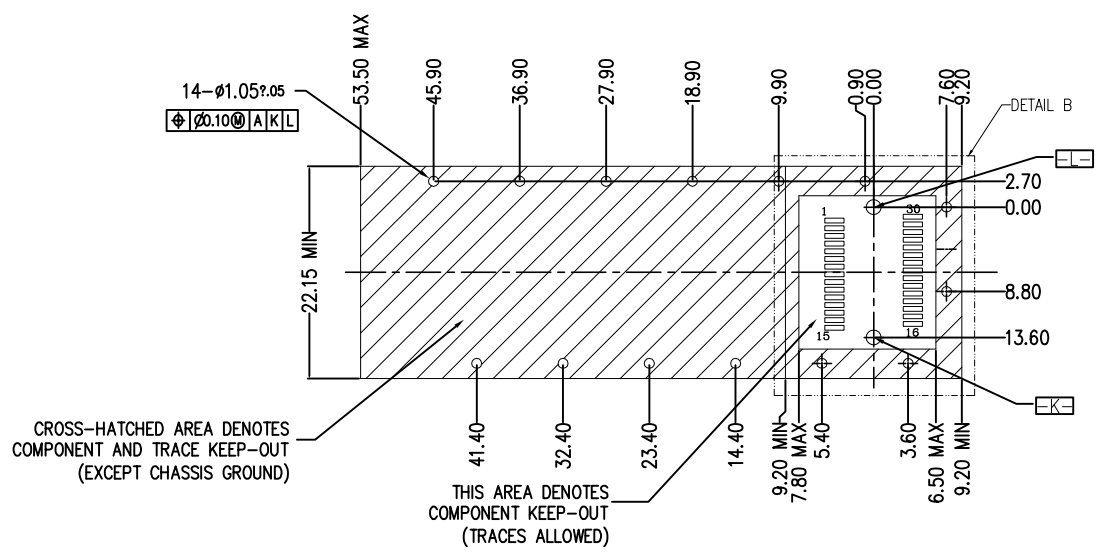 53.50 MAX
45.90
36.90
27.90
18.90
9.90
0.90
0.00
7.60
9.20
14-ø1.05?.05
⌖ Ø0.10Ⓜ A K L
DETAIL B
-L-
2.70
0.00
1
30
22.15 MIN
8.80
15
16
13.60
-K-
CROSS-HATCHED AREA DENOTES
COMPONENT AND TRACE KEEP-OUT
(EXCEPT CHASSIS GROUND)
41.40
32.40
23.40
14.40
9.20 MIN
7.80 MAX
5.40
3.60
6.50 MAX
9.20 MIN
THIS AREA DENOTES
COMPONENT KEEP-OUT
(TRACES ALLOWED)